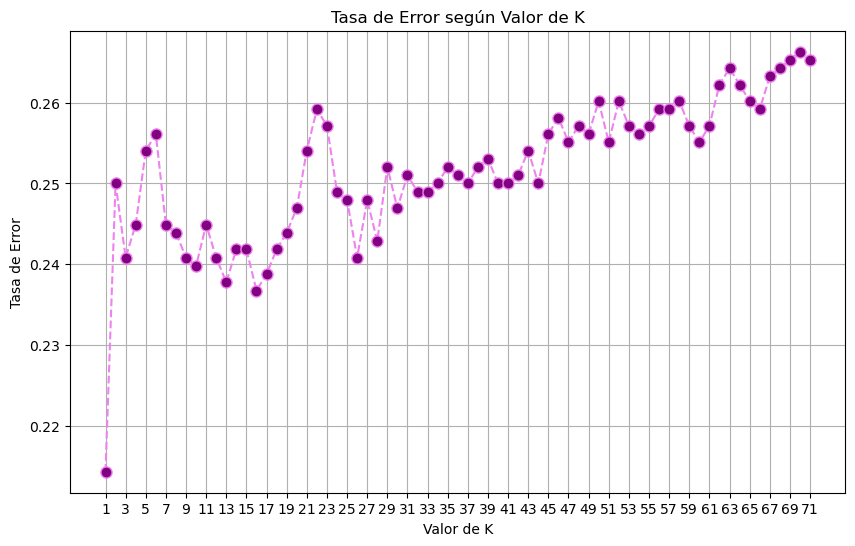 Tasa de Error según Valor de K
Tasa de Error
0.26
0.25
0.24
0.23
0.22
1 3 5 7 9 11 13 15 17 19 21 23 25 27 29 31 33 35 37 39 41 43 45 47 49 51 53 55 57 59 61 63 65 67 69 71
Valor de K